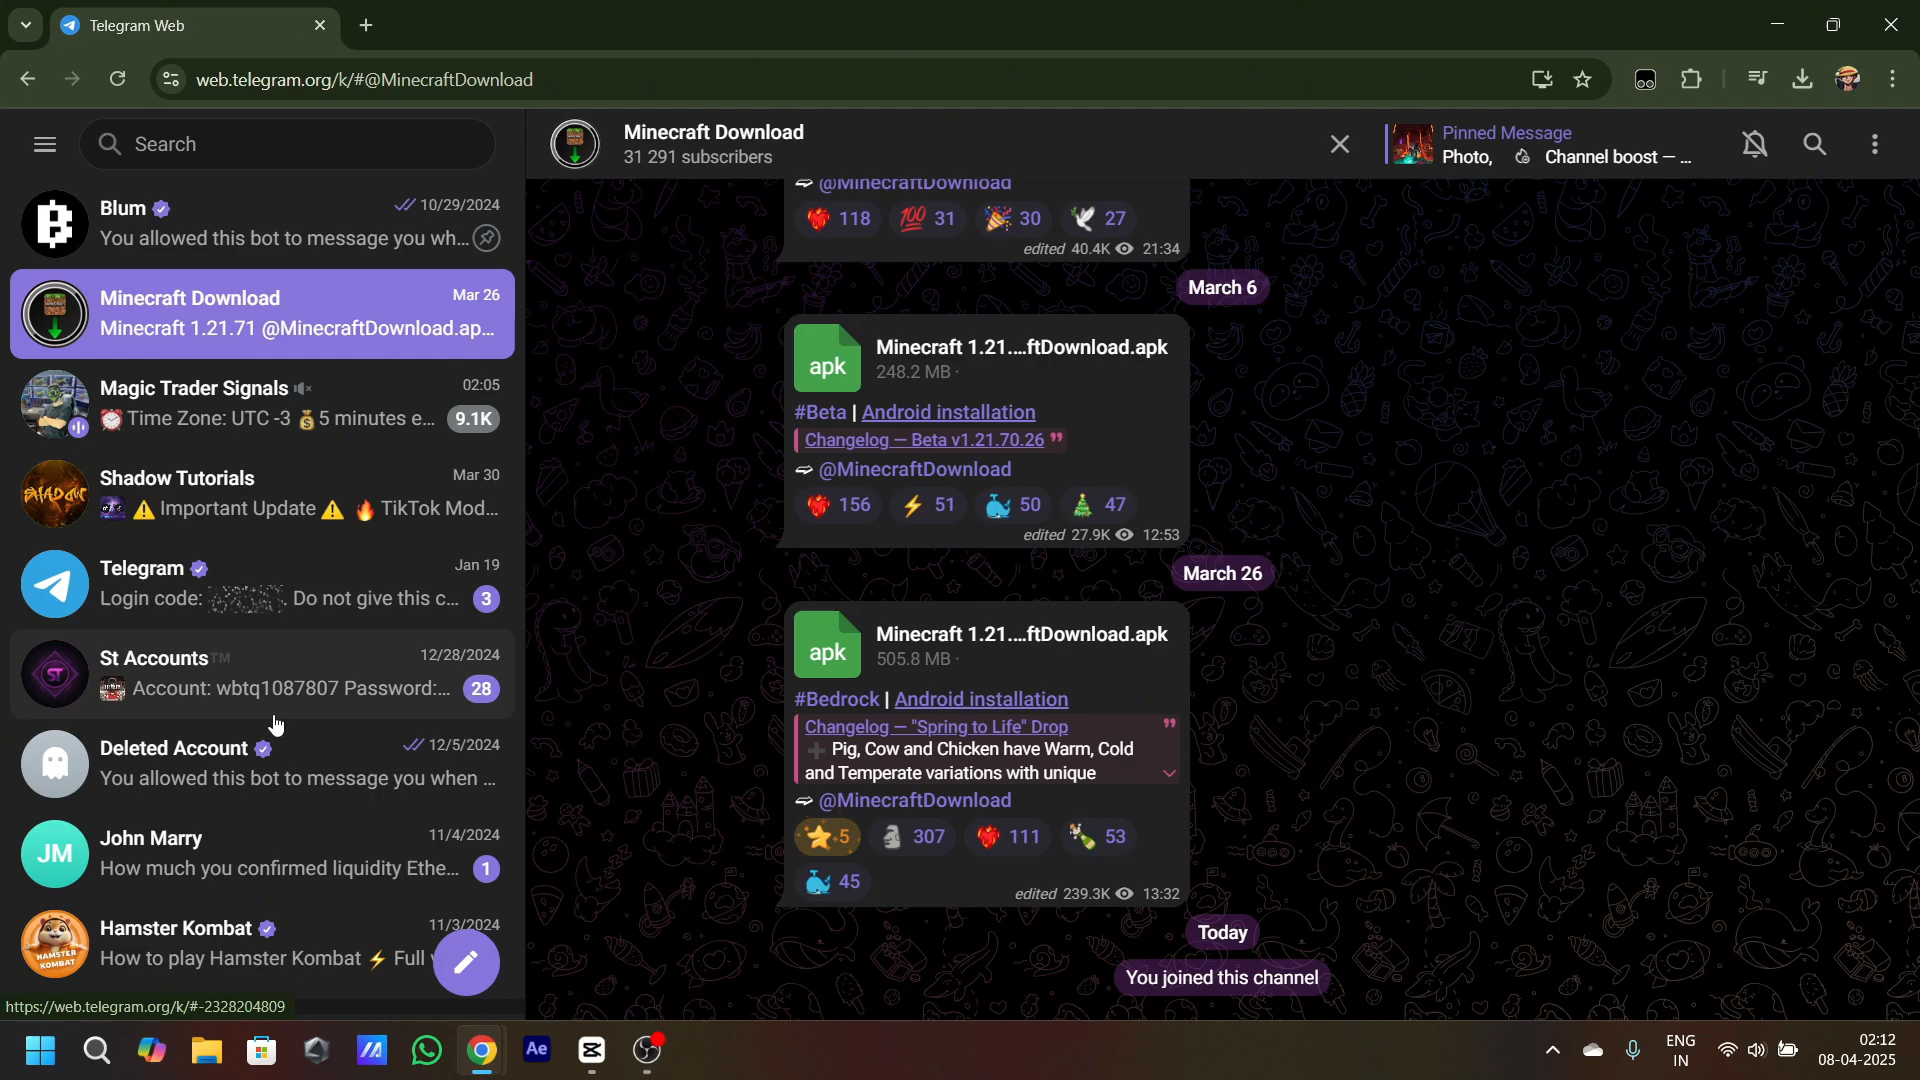 Telegram Web
web.telegram.org/k/#@MinecraftDownload
Search
Blum
10/29/2024
You allowed this bot to message you wh...
Minecraft Download
Mar 26
Minecraft 1.21.71 @MinecraftDownload.ap...
Magic Trader Signals
02:05
Time Zone: UTC -3 💰5 minutes e...
9.1K
SHADOW
Shadow Tutorials
Mar 30
⚠ Important Update ⚠ 🔥 TikTok Mod...
Telegram
Jan 19
Login code: . Do not give this c...
3
ST
St Accounts™
12/28/2024
Account: wbtq1087807 Password:...
28
Deleted Account
12/5/2024
You allowed this bot to message you when ...
JM
John Marry
11/4/2024
How much you confirmed liquidity Ethe...
1
HAMSTER
KOMBAT
Hamster Kombat
11/3/2024
How to play Hamster Kombat ⚡ Full
https://web.telegram.org/k/#-2328204809
Minecraft Download
31 291 subscribers
Pinned Message
Photo, 🔥 Channel boost — ...
➫ @MinecraftDownload
118 💯 31 🎉 30 🕊 27
edited 40.4K 21:34
March 6
apk
Minecraft 1.21....ftDownload.apk
248.2 MB ·
#Beta | Android installation
Changelog — Beta v1.21.70.26
➫ @MinecraftDownload
156 ⚡ 51 🐳 50 🎄 47
edited 27.9K 12:53
March 26
apk
Minecraft 1.21....ftDownload.apk
505.8 MB ·
#Bedrock | Android installation
Changelog — "Spring to Life" Drop
➕ Pig, Cow and Chicken have Warm, Cold
and Temperate variations with unique
➫ @MinecraftDownload
⭐ 5 🗿 307 111 🍾 53
🐳 45
edited 239.3K 13:32
Today
You joined this channel
Ae
ENG
IN
02:12
08-04-2025